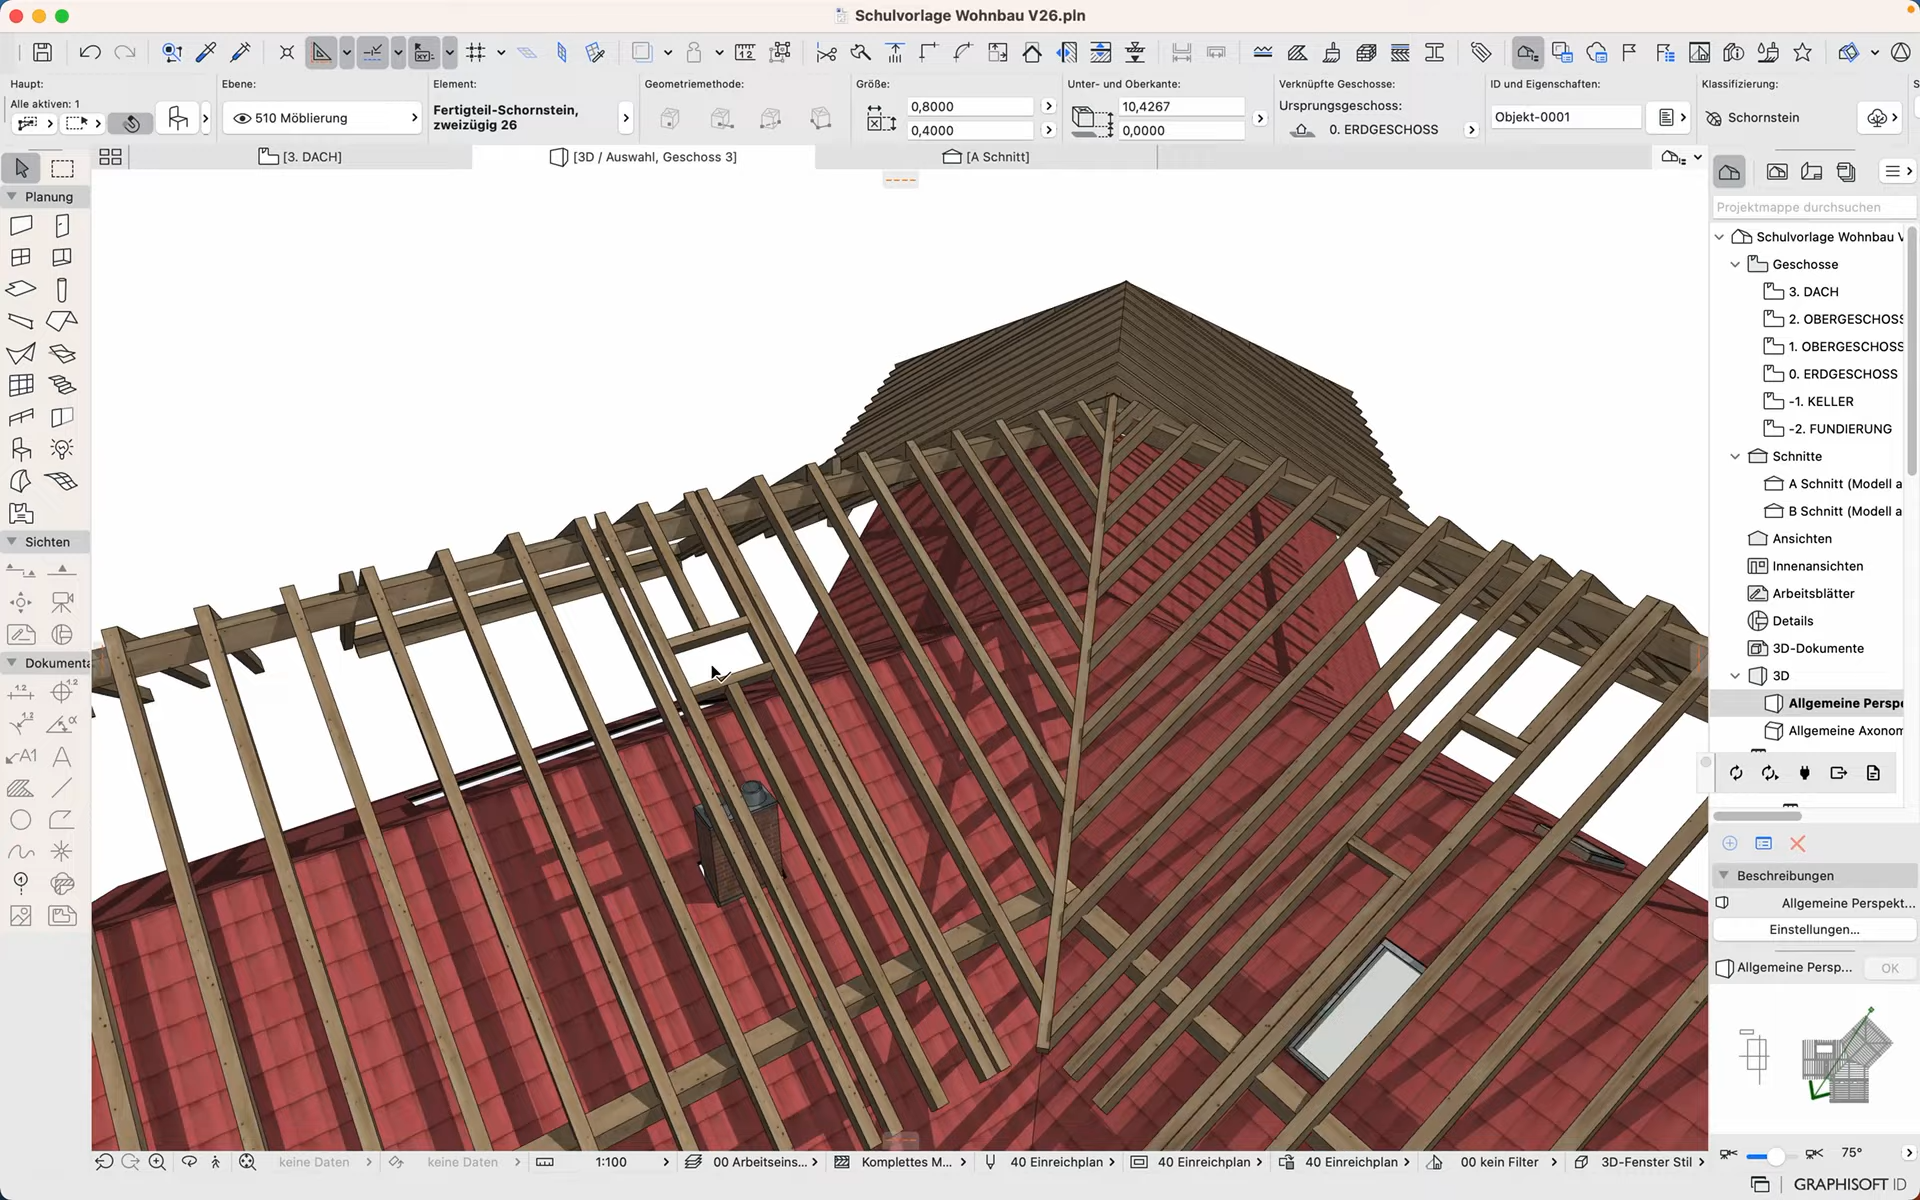 Schulvorlage Wohnbau V26.pln
Haupt:
Alle aktiven: 1
Ebene:
510 Möblierung
Element:
Fertigteil-Schornstein,
zweizügig 26
Geometriemethode:
Größe:
0,8000
0,4000
Unter- und Oberkante:
10,4267
0,0000
Verknüpfte Geschosse:
Ursprungsgeschoss:
0. ERDGESCHOSS
ID und Eigenschaften:
Objekt-0001
Klassifizierung:
Schornstein
S
[3. DACH]
[3D / Auswahl, Geschoss 3]
[A Schnitt]
Planung
Sichten
Dokumenta
Projektmappe durchsuchen
Schulvorlage Wohnbau V
Geschosse
3. DACH
2. OBERGESCHOSS
1. OBERGESCHOSS
0. ERDGESCHOSS
-1. KELLER
-2. FUNDIERUNG
Schnitte
A Schnitt (Modell a
B Schnitt (Modell a
Ansichten
Innenansichten
Arbeitsblätter
Details
3D-Dokumente
3D
Allgemeine Perspe
Allgemeine Axonom
Beschreibungen
Allgemeine Perspekt...
Einstellungen...
Allgemeine Persp...
OK
keine Daten
keine Daten
1:100
00 Arbeitseins...
Komplettes M...
40 Einreichplan
40 Einreichplan
40 Einreichplan
00 kein Filter
3D-Fenster Stil
75°
GRAPHISOFT ID